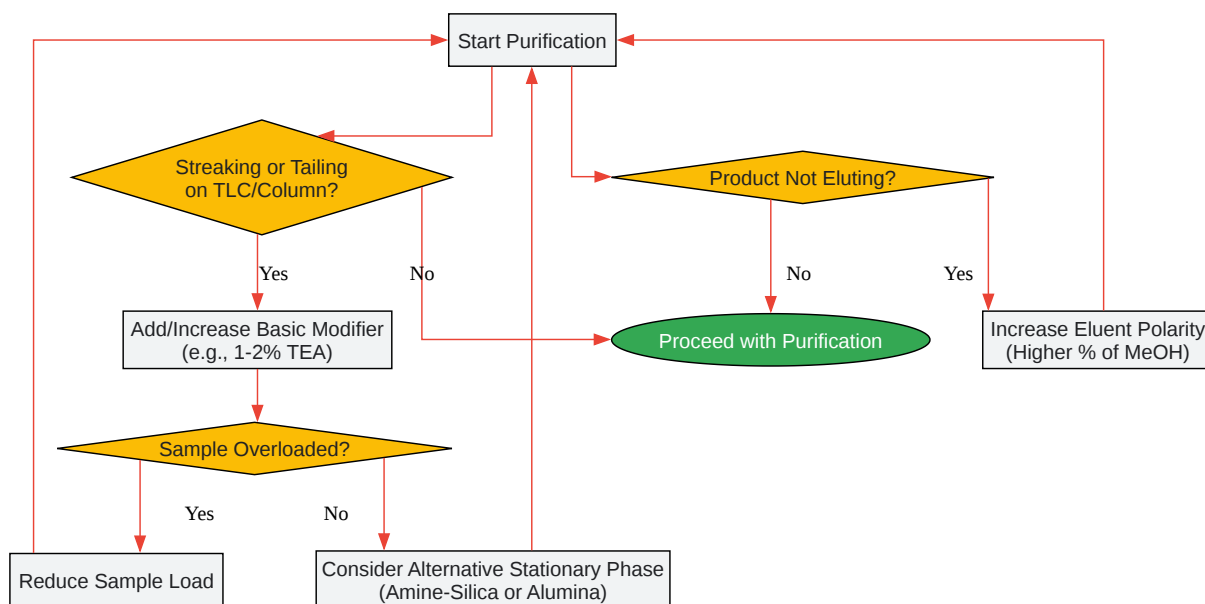 Start Purification
Streaking or Tailing
on TLC/Column?
Product Not Eluting?
Yes
No
No
Yes
Add/Increase Basic Modifier
(e.g., 1-2% TEA)
Proceed with Purification
Increase Eluent Polarity
(Higher % of MeOH)
Sample Overloaded?
Yes
No
Reduce Sample Load
Consider Alternative Stationary Phase
(Amine-Silica or Alumina)